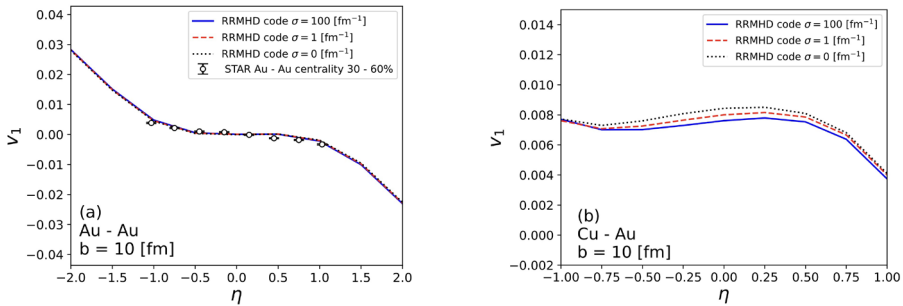 0.04
0.03
0.02
0.01
0.00
−0.01
−0.02
−0.03
−0.04
v1
RRMHD code σ = 100 [fm⁻¹]
RRMHD code σ = 1 [fm⁻¹]
RRMHD code σ = 0 [fm⁻¹]
STAR Au - Au centrality 30 - 60%
(a)
Au - Au
b = 10 [fm]
−2.0 −1.5 −1.0 −0.5 0.0 0.5 1.0 1.5 2.0
η
0.014
0.012
0.010
0.008
0.006
0.004
0.002
0.000
−0.002
v1
RRMHD code σ = 100 [fm⁻¹]
RRMHD code σ = 1 [fm⁻¹]
RRMHD code σ = 0 [fm⁻¹]
(b)
Cu - Au
b = 10 [fm]
−1.00 −0.75 −0.50 −0.25 0.00 0.25 0.50 0.75 1.00
η